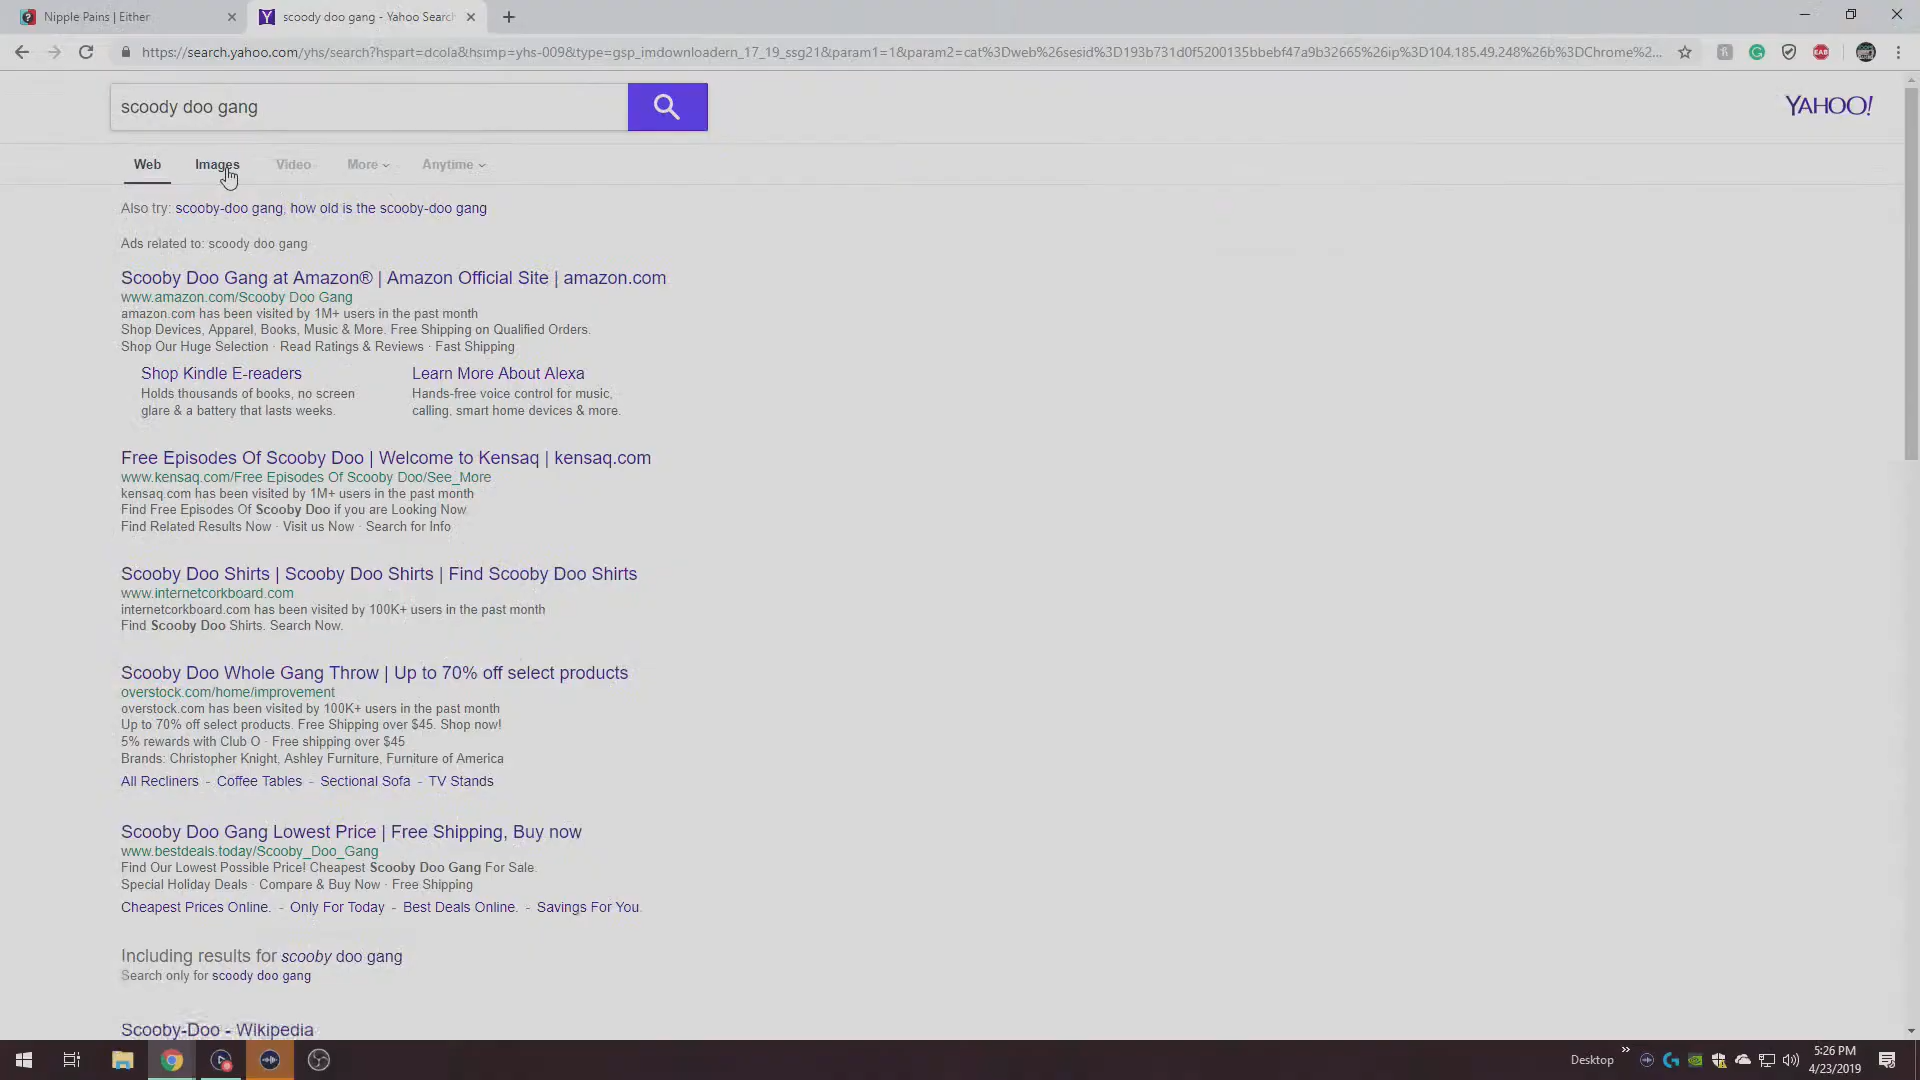 Nipple Pains | Either
scoody doo gang - Yahoo Searc
https://search.yahoo.com/yhs/search?hspart=dcola&hsimp=yhs-009&type=gsp_imdownloadern_17_19_ssg21&param1=1&param2=cat%3Dweb%26sesid%3D193b731d0f5200135bbebf47a9b32665%26ip%3D104.185.49.248%26b%3DChrome%2...
scoody doo gang
YAHOO!
Web Images Video More Anytime
Also try: scooby-doo gang, how old is the scooby-doo gang
Ads related to: scoody doo gang
Scooby Doo Gang at Amazon® | Amazon Official Site | amazon.com
www.amazon.com/Scooby Doo Gang
amazon.com has been visited by 1M+ users in the past month
Shop Devices, Apparel, Books, Music & More. Free Shipping on Qualified Orders.
Shop Our Huge Selection · Read Ratings & Reviews · Fast Shipping
Shop Kindle E-readers Learn More About Alexa
Holds thousands of books, no screen Hands-free voice control for music,
glare & a battery that lasts weeks. calling, smart home devices & more.
Free Episodes Of Scooby Doo | Welcome to Kensaq | kensaq.com
www.kensaq.com/Free Episodes Of Scooby Doo/See_More
kensaq.com has been visited by 1M+ users in the past month
Find Free Episodes Of Scooby Doo if you are Looking Now
Find Related Results Now · Visit us Now · Search for Info
Scooby Doo Shirts | Scooby Doo Shirts | Find Scooby Doo Shirts
www.internetcorkboard.com
internetcorkboard.com has been visited by 100K+ users in the past month
Find Scooby Doo Shirts. Search Now.
Scooby Doo Whole Gang Throw | Up to 70% off select products
overstock.com/home/improvement
overstock.com has been visited by 100K+ users in the past month
Up to 70% off select products. Free Shipping over $45. Shop now!
5% rewards with Club O · Free shipping over $45
Brands: Christopher Knight, Ashley Furniture, Furniture of America
All Recliners - Coffee Tables - Sectional Sofa - TV Stands
Scooby Doo Gang Lowest Price | Free Shipping, Buy now
www.bestdeals.today/Scooby_Doo_Gang
Find Our Lowest Possible Price! Cheapest Scooby Doo Gang For Sale.
Special Holiday Deals · Compare & Buy Now · Free Shipping
Cheapest Prices Online. - Only For Today - Best Deals Online. - Savings For You.
Including results for scooby doo gang
Search only for scoody doo gang
Scooby-Doo - Wikipedia
Desktop
5:26 PM
4/23/2019